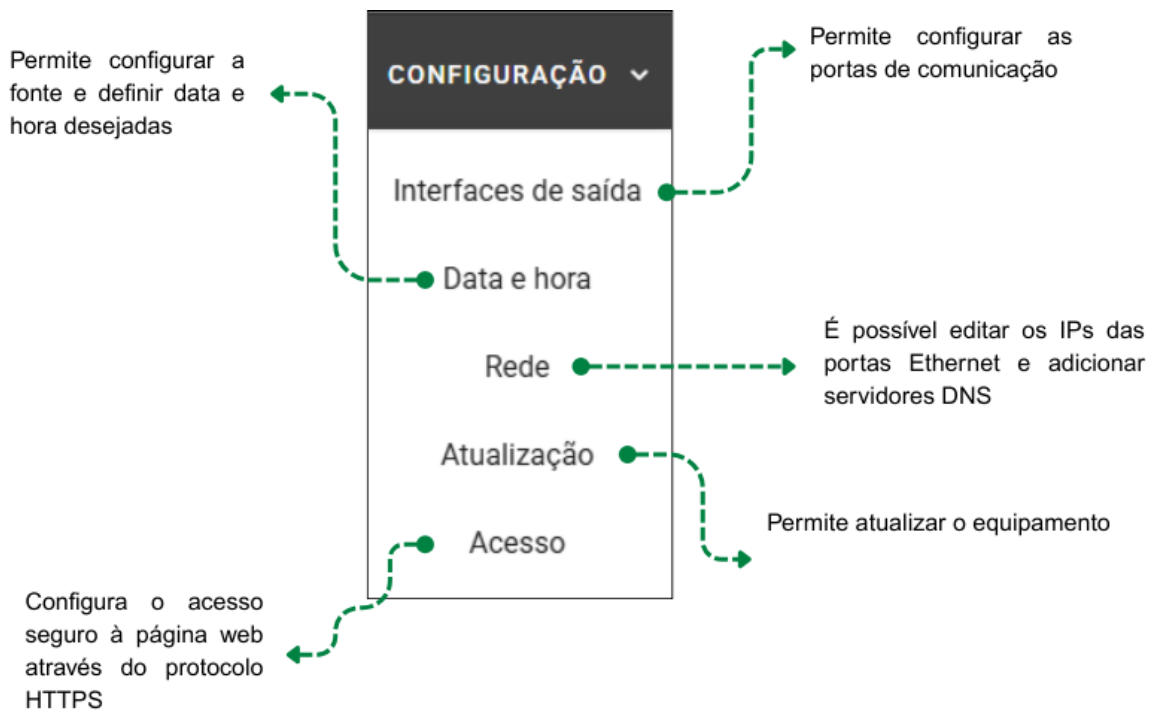 Permite configurar a
fonte e definir data e
hora desejadas
CONFIGURAÇÃO
Permite configurar as
portas de comunicação
Interfaces de saída
Data e hora
Rede
É possível editar os IPs das
portas Ethernet e adicionar
servidores DNS
Atualização
Permite atualizar o equipamento
Acesso
Configura o acesso
seguro à página web
através do protocolo
HTTPS